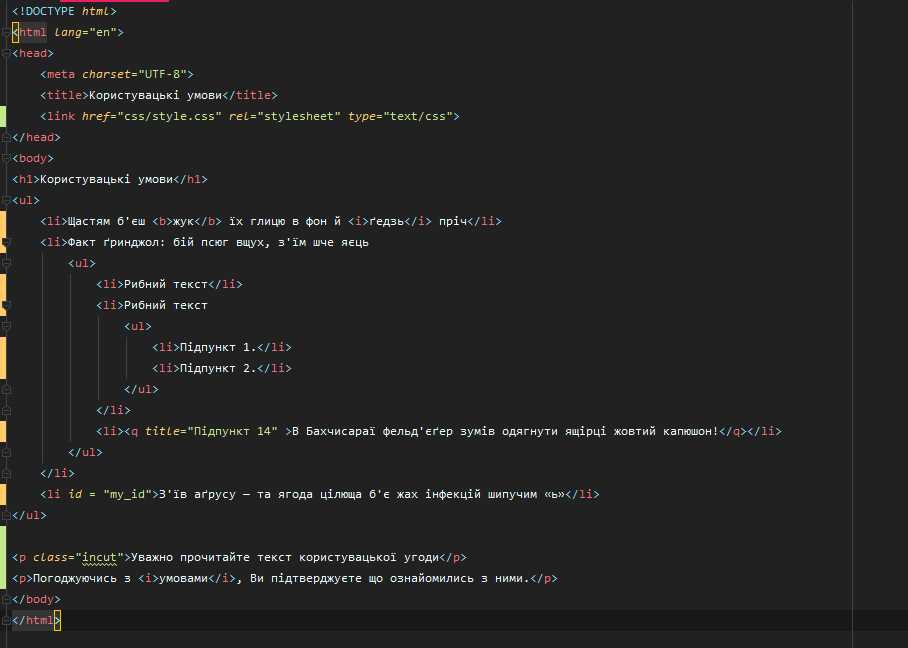 <!DOCTYPE html>
<html lang="en">
<head>
    <meta charset="UTF-8">
    <title>Користувацькі умови</title>
    <link href="css/style.css" rel="stylesheet" type="text/css">
</head>
<body>
<h1>Користувацькі умови</h1>
<ul>
    <li>Щастям б'єш <b>жук</b> їх глицю в фон й <i>ґедзь</i> пріч</li>
    <li>Факт ґринджол: бій псюг вщух, з'їм шче яєць
        <ul>
            <li>Рибний текст</li>
            <li>Рибний текст
                <ul>
                    <li>Підпункт 1.</li>
                    <li>Підпункт 2.</li>
                </ul>
            </li>
            <li><q title="Підпункт 14" >В Бахчисараї фельд'єґер зумів одягнути ящірці жовтий капюшон!</q></li>
        </ul>
    </li>
    <li id = "my_id">З'їв аґрусу — та ягода цілюща б'є жах інфекцій шипучим «ь»</li>
</ul>

<p class="incut">Уважно прочитайте текст користувацької угоди</p>
<p>Погоджуючись з <i>умовами</i>, Ви підтверджуєте що ознайомились з ними.</p>
</body>
</html>